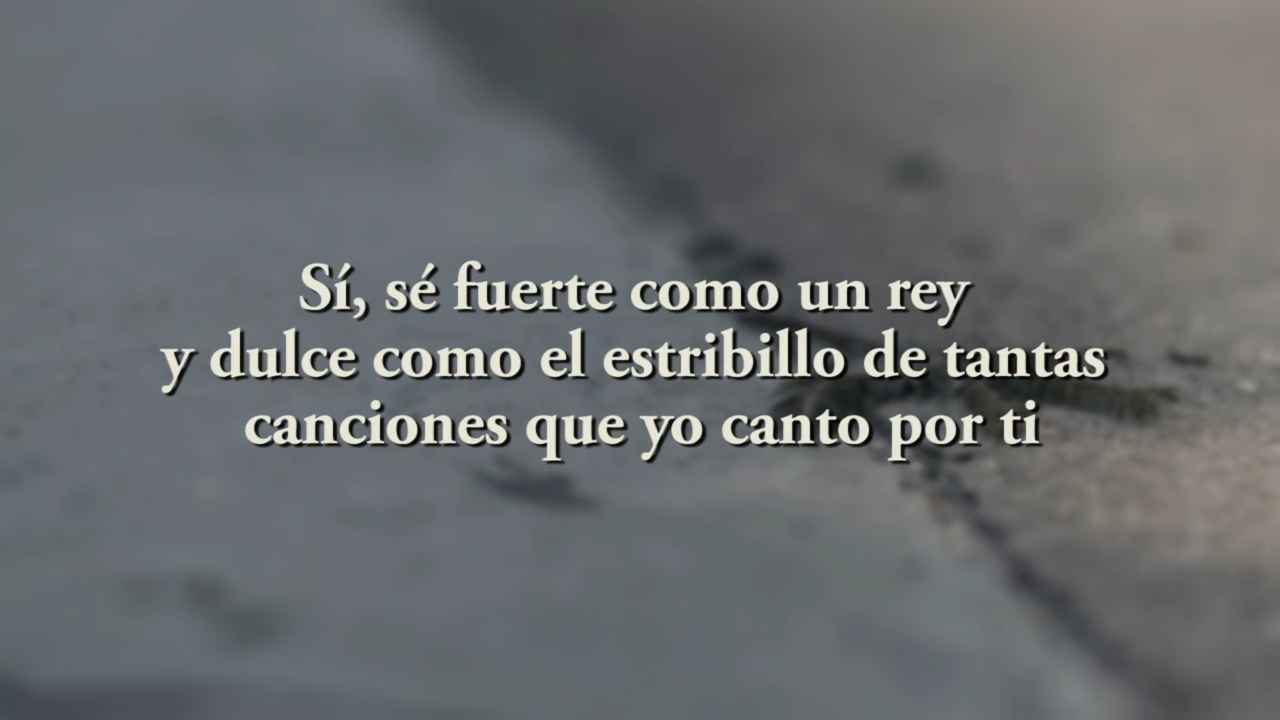 Sí, sé fuerte como un rey
y dulce como el estribillo de tantas
canciones que yo canto por ti